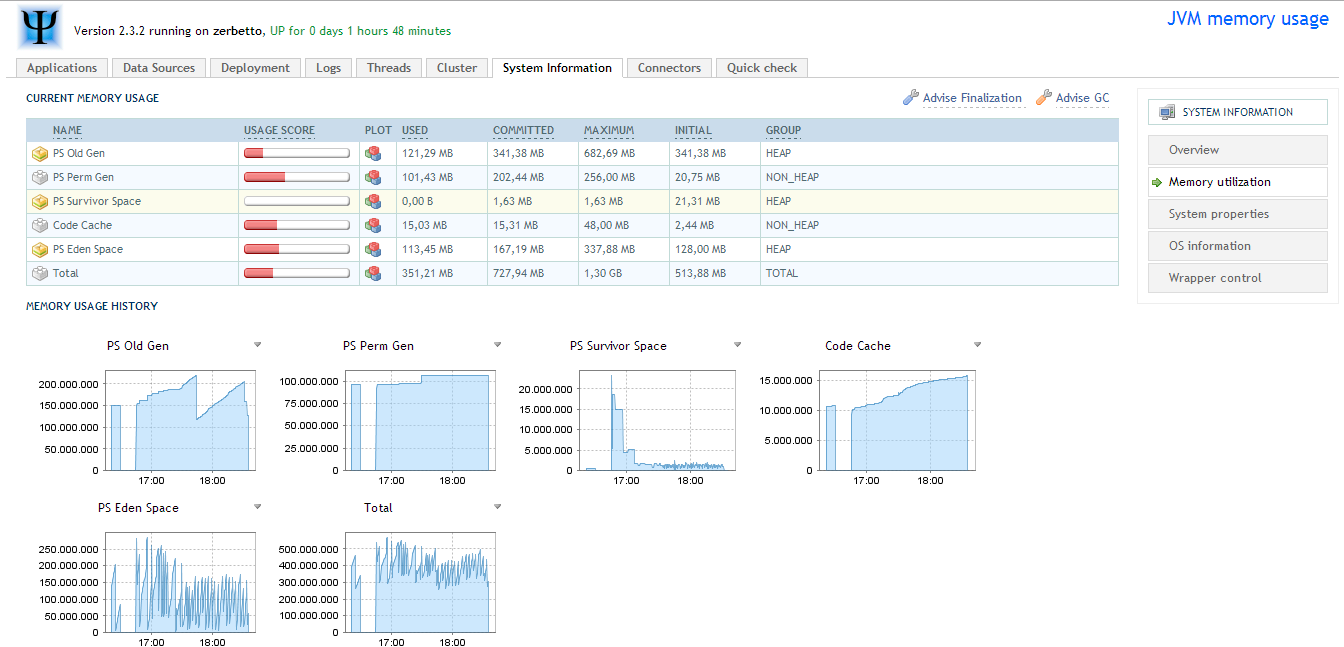 JVM memory usage
Ψ
Version 2.3.2 running on zerbetto, UP for 0 days 1 hours 48 minutes
Applications Data Sources Deployment Logs Threads Cluster System Information Connectors Quick check
CURRENT MEMORY USAGE Advise Finalization Advise GC
NAME USAGE SCORE PLOT USED COMMITTED MAXIMUM INITIAL GROUP
PS Old Gen 121,29 MB 341,38 MB 682,69 MB 341,38 MB HEAP
PS Perm Gen 101,43 MB 202,44 MB 256,00 MB 20,75 MB NON_HEAP
PS Survivor Space 0,00 B 1,63 MB 1,63 MB 21,31 MB HEAP
Code Cache 15,03 MB 15,31 MB 48,00 MB 2,44 MB NON_HEAP
PS Eden Space 113,45 MB 167,19 MB 337,88 MB 128,00 MB HEAP
Total 351,21 MB 727,94 MB 1,30 GB 513,88 MB TOTAL
SYSTEM INFORMATION
Overview
Memory utilization
System properties
OS information
Wrapper control
MEMORY USAGE HISTORY
PS Old Gen
200.000.000
150.000.000
100.000.000
50.000.000
0
17:00 18:00
PS Perm Gen
100.000.000
75.000.000
50.000.000
25.000.000
0
17:00 18:00
PS Survivor Space
20.000.000
15.000.000
10.000.000
5.000.000
0
17:00 18:00
Code Cache
15.000.000
10.000.000
5.000.000
0
17:00 18:00
PS Eden Space
250.000.000
200.000.000
150.000.000
100.000.000
50.000.000
0
17:00 18:00
Total
500.000.000
400.000.000
300.000.000
200.000.000
100.000.000
0
17:00 18:00